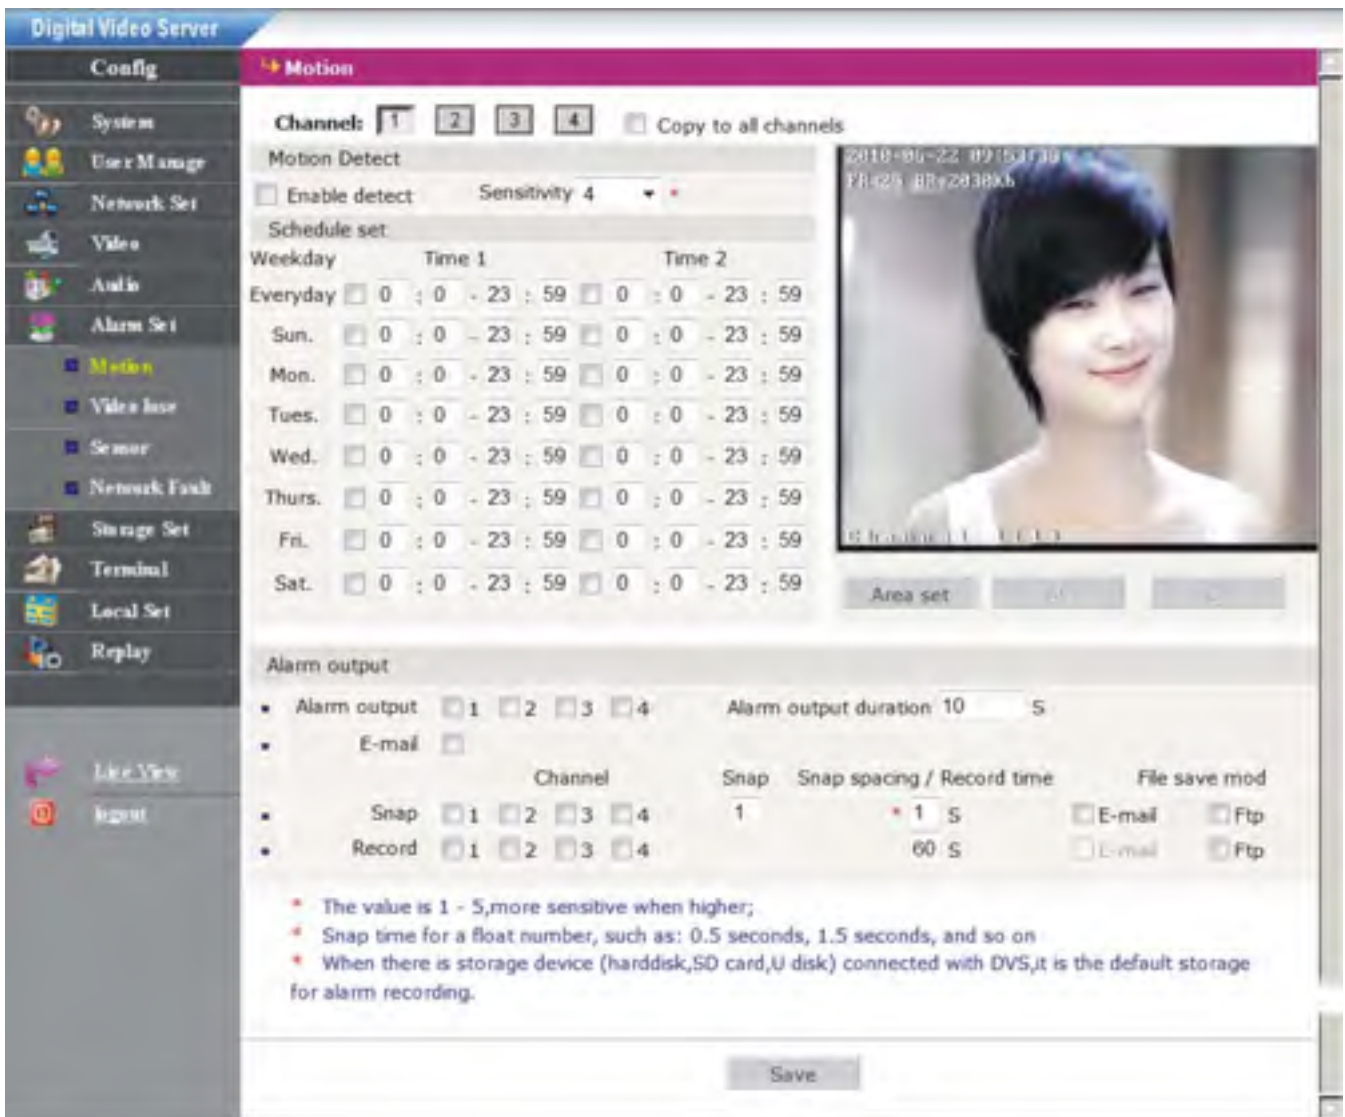 Digital Video Server
Config
Motion
System
User Manage
Network Set
Video
Audio
Alarm Set
Motion
Video lose
Sensor
Network Fault
Storage Set
Terminal
Local Set
Replay
Live View
logout
Channel: 1 2 3 4 Copy to all channels
Motion Detect
Enable detect Sensitivity 4 *
Schedule set
Weekday Time 1 Time 2
Everyday 0 : 0 - 23 : 59 0 : 0 - 23 : 59
Sun. 0 : 0 - 23 : 59 0 : 0 - 23 : 59
Mon. 0 : 0 - 23 : 59 0 : 0 - 23 : 59
Tues. 0 : 0 - 23 : 59 0 : 0 - 23 : 59
Wed. 0 : 0 - 23 : 59 0 : 0 - 23 : 59
Thurs. 0 : 0 - 23 : 59 0 : 0 - 23 : 59
Fri. 0 : 0 - 23 : 59 0 : 0 - 23 : 59
Sat. 0 : 0 - 23 : 59 0 : 0 - 23 : 59
2010-06-22
Area set
Alarm output
Alarm output 1 2 3 4 Alarm output duration 10 S
E-mail
Channel Snap Snap spacing / Record time File save mod
Snap 1 2 3 4 1 * 1 S E-mail Ftp
Record 1 2 3 4 60 S E-mail Ftp
* The value is 1 - 5,more sensitive when higher;
* Snap time for a float number, such as: 0.5 seconds, 1.5 seconds, and so on
* When there is storage device (harddisk,SD card,U disk) connected with DVS,it is the default storage
for alarm recording.
Save